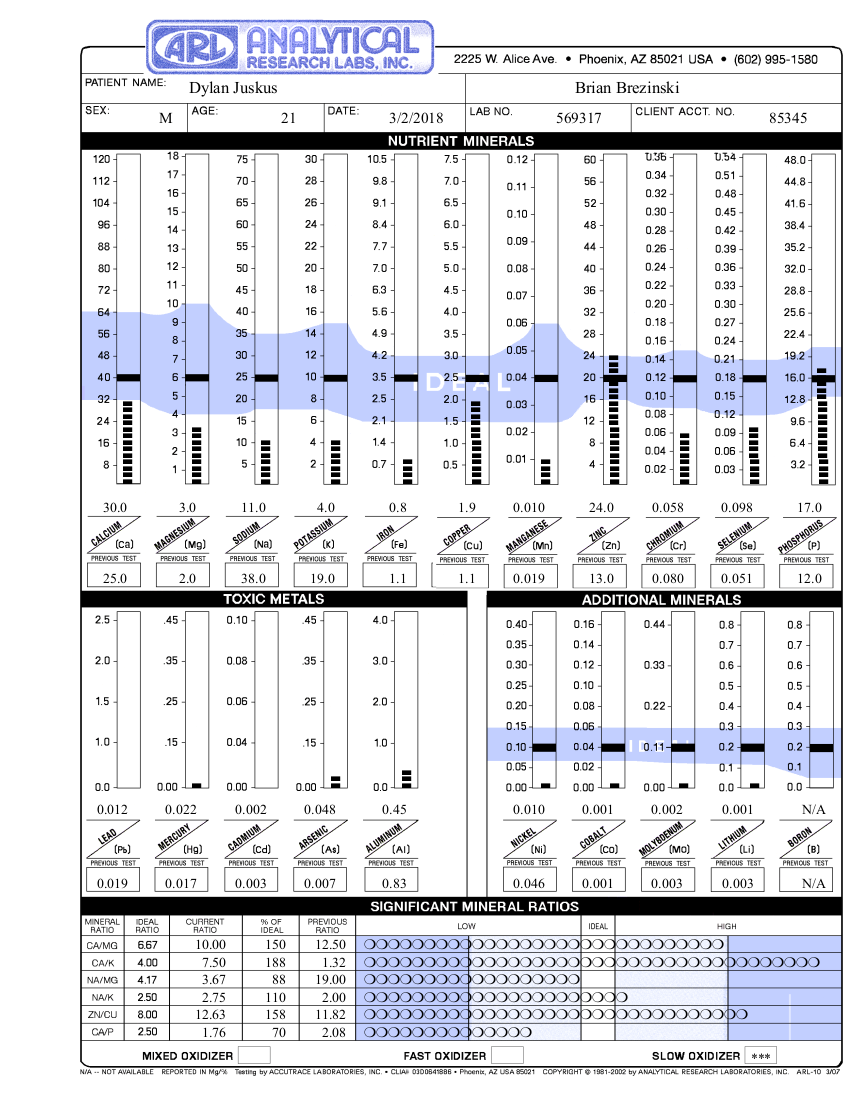 ARL ANALYTICAL
RESEARCH LABS, INC.
2225 W. Alice Ave. • Phoenix, AZ 85021 USA • (602) 995-1580
PATIENT NAME: Dylan Juskus Brian Brezinski
SEX: M AGE: 21 DATE: 3/2/2018 LAB NO. 569317 CLIENT ACCT. NO. 85345
NUTRIENT MINERALS
120 18 75 30 10.5 7.5 0.12 60 0.36 0.54 48.0
112 17 70 28 9.8 7.0 0.11 56 0.34 0.51 44.8
104 16 65 26 9.1 6.5 0.10 52 0.32 0.48 41.6
96 15 60 24 8.4 6.0 0.09 48 0.30 0.45 38.4
88 14 55 22 7.7 5.5 0.08 44 0.28 0.42 35.2
80 13 50 20 7.0 5.0 0.07 40 0.26 0.39 32.0
72 12 45 18 6.3 4.5 0.06 36 0.24 0.36 28.8
64 11 40 16 5.6 4.0 0.05 32 0.22 0.33 25.6
56 10 35 14 4.9 3.5 0.04 28 0.20 0.30 22.4
48 9 30 12 4.2 3.0 0.03 24 0.18 0.27 19.2
40 8 25 10 3.5 2.5 0.02 20 0.16 0.24 16.0
32 7 20 8 2.8 2.0 0.01 16 0.14 0.21 12.8
24 6 15 6 2.1 1.5 12 0.12 0.18 9.6
16 5 10 4 1.4 1.0 8 0.10 0.15 6.4
8 4 5 2 0.7 0.5 4 0.08 0.12 3.2
3 0.06 0.09
2 0.04 0.06
1 0.02 0.03
IDEAL
30.0 3.0 11.0 4.0 0.8 1.9 0.010 24.0 0.058 0.098 17.0
CALCIUM MAGNESIUM SODIUM POTASSIUM IRON COPPER MANGANESE ZINC CHROMIUM SELENIUM PHOSPHORUS
(Ca) (Mg) (Na) (K) (Fe) (Cu) (Mn) (Zn) (Cr) (Se) (P)
PREVIOUS TEST PREVIOUS TEST PREVIOUS TEST PREVIOUS TEST PREVIOUS TEST PREVIOUS TEST PREVIOUS TEST PREVIOUS TEST PREVIOUS TEST PREVIOUS TEST PREVIOUS TEST
25.0 2.0 38.0 19.0 1.1 1.1 0.019 13.0 0.080 0.051 12.0
TOXIC METALS ADDITIONAL MINERALS
2.5 .45 0.10 .45 4.0 0.40 0.16 0.44 0.8 0.8
2.0 .35 0.08 .35 3.0 0.35 0.14 0.33 0.7 0.7
1.5 .25 0.06 .25 2.0 0.30 0.12 0.22 0.6 0.6
1.0 .15 0.04 .15 1.0 0.25 0.10 0.11 0.5 0.5
0.0 0.00 0.00 0.00 0.0 0.20 0.08 0.00 0.4 0.4
0.15 0.06 0.3 0.3
0.10 0.04 0.2 0.2
0.05 0.02 0.1 0.1
0.00 0.00 0.0 0.0
IDEAL
0.012 0.022 0.002 0.048 0.45 0.010 0.001 0.002 0.001 N/A
LEAD MERCURY CADMIUM ARSENIC ALUMINUM NICKEL COBALT MOLYBDENUM LITHIUM BORON
(Pb) (Hg) (Cd) (As) (Al) (Ni) (Co) (MO) (Li) (B)
PREVIOUS TEST PREVIOUS TEST PREVIOUS TEST PREVIOUS TEST PREVIOUS TEST PREVIOUS TEST PREVIOUS TEST PREVIOUS TEST PREVIOUS TEST PREVIOUS TEST
0.019 0.017 0.003 0.007 0.83 0.046 0.001 0.003 0.003 N/A
SIGNIFICANT MINERAL RATIOS
MINERAL RATIO IDEAL RATIO CURRENT RATIO % OF IDEAL PREVIOUS RATIO LOW IDEAL HIGH
CA/MG 6.67 10.00 150 12.50
CA/K 4.00 7.50 188 1.32
NA/MG 4.17 3.67 88 19.00
NA/K 2.50 2.75 110 2.00
ZN/CU 8.00 12.63 158 11.82
CA/P 2.50 1.76 70 2.08
MIXED OXIDIZER FAST OXIDIZER SLOW OXIDIZER ***
N/A -- NOT AVAILABLE REPORTED IN Mg/% Testing by ACCUTRACE LABORATORIES, INC. • CLIA# 03D0641886 • Phoenix, AZ USA 85021 COPYRIGHT © 1981-2002 by ANALYTICAL RESEARCH LABORATORIES, INC. ARL-10 3/07